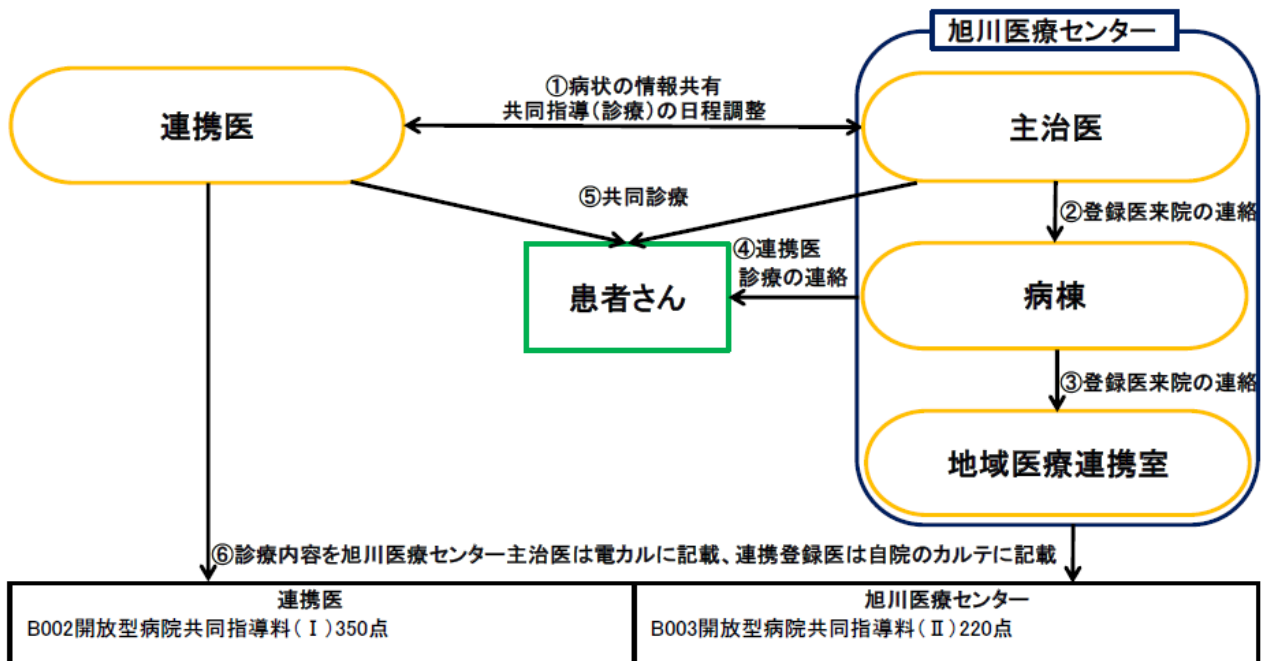 旭川医療センター
①病状の情報共有
共同指導(診療)の日程調整
連携医
主治医
⑤共同診療
②登録医来院の連絡
④連携医
診療の連絡
患者さん
病棟
③登録医来院の連絡
地域医療連携室
⑥診療内容を旭川医療センター主治医は電カルに記載、連携登録医は自院のカルテに記載
連携医
B002開放型病院共同指導料(Ⅰ)350点
旭川医療センター
B003開放型病院共同指導料(Ⅱ)220点